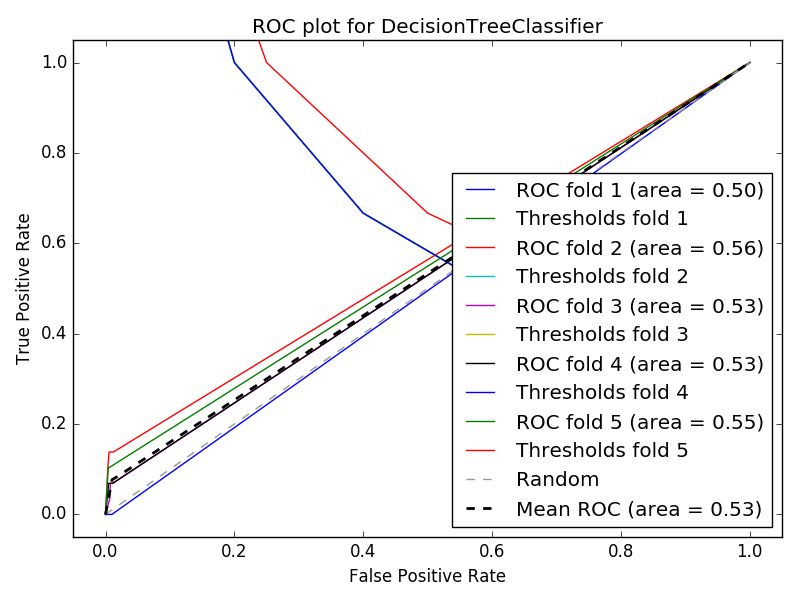 ROC plot for DecisionTreeClassifier
1.0
0.8
0.6
0.4
0.2
0.0
True Positive Rate
ROC fold 1 (area = 0.50)
Thresholds fold 1
ROC fold 2 (area = 0.56)
Thresholds fold 2
ROC fold 3 (area = 0.53)
Thresholds fold 3
ROC fold 4 (area = 0.53)
Thresholds fold 4
ROC fold 5 (area = 0.55)
Thresholds fold 5
Random
Mean ROC (area = 0.53)
0.0 0.2 0.4 0.6 0.8 1.0
False Positive Rate